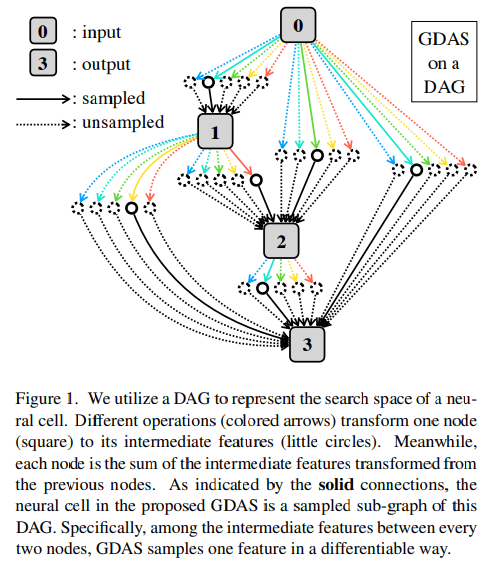 0 : input
3 : output
: sampled
: unsampled
0
GDAS
on a
DAG
1
2
3
Figure 1. We utilize a DAG to represent the search space of a neu-
ral cell. Different operations (colored arrows) transform one node
(square) to its intermediate features (little circles). Meanwhile,
each node is the sum of the intermediate features transformed from
the previous nodes. As indicated by the solid connections, the
neural cell in the proposed GDAS is a sampled sub-graph of this
DAG. Specifically, among the intermediate features between every
two nodes, GDAS samples one feature in a differentiable way.